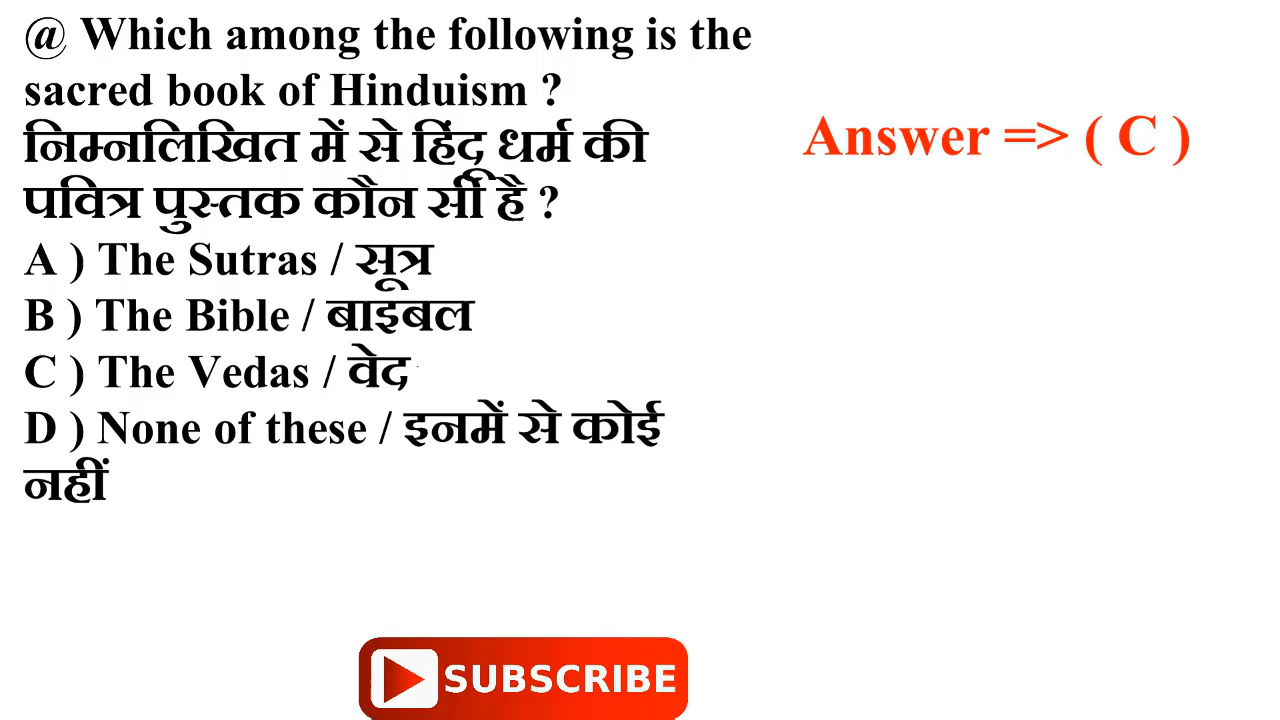 @ Which among the following is the
sacred book of Hinduism ?
निम्नलिखित में से हिंदू धर्म की
पवित्र पुस्तक कौन सी है ?
A ) The Sutras / सूत्र
B ) The Bible / बाइबल
C ) The Vedas / वेद
D ) None of these / इनमें से कोई
नहीं
Answer => ( C )
SUBSCRIBE